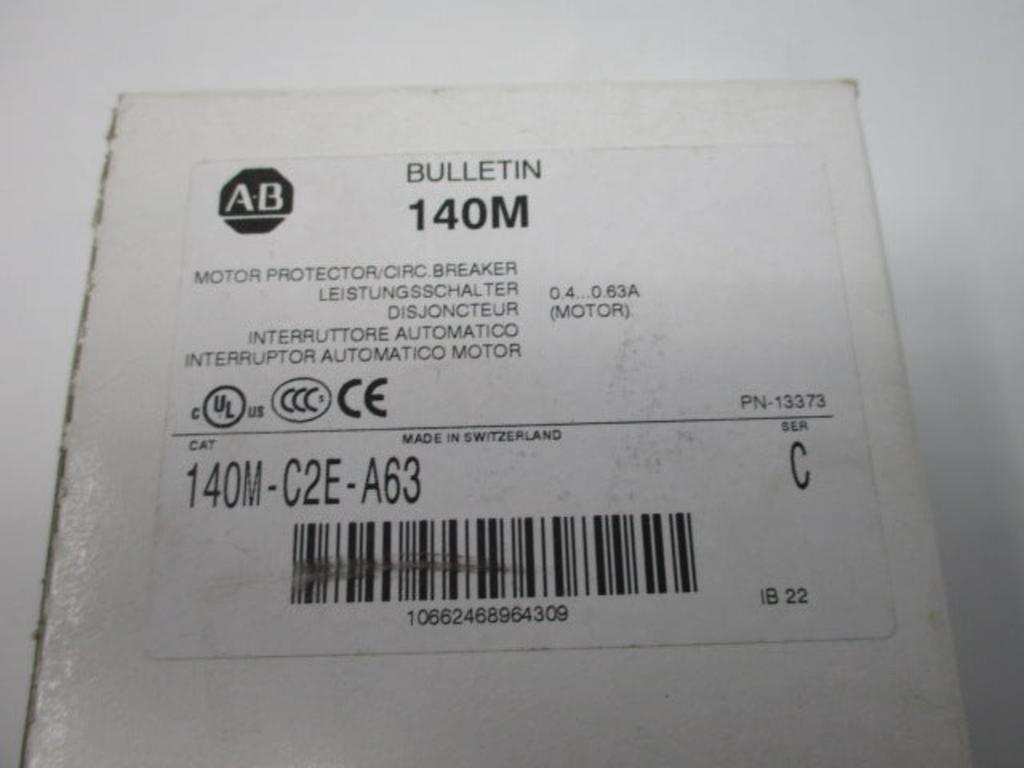 A-B
BULLETIN
140M
MOTOR PROTECTOR/CIRC.BREAKER
LEISTUNGSSCHALTER
DISJONCTEUR
INTERRUTTORE AUTOMATICO
INTERRUPTOR AUTOMATICO MOTOR
0.4...0.63A
(MOTOR)
C UL US CCC S CE
PN-13373
CAT
MADE IN SWITZERLAND
SER
140M-C2E-A63
C
10662468964309
IB 22